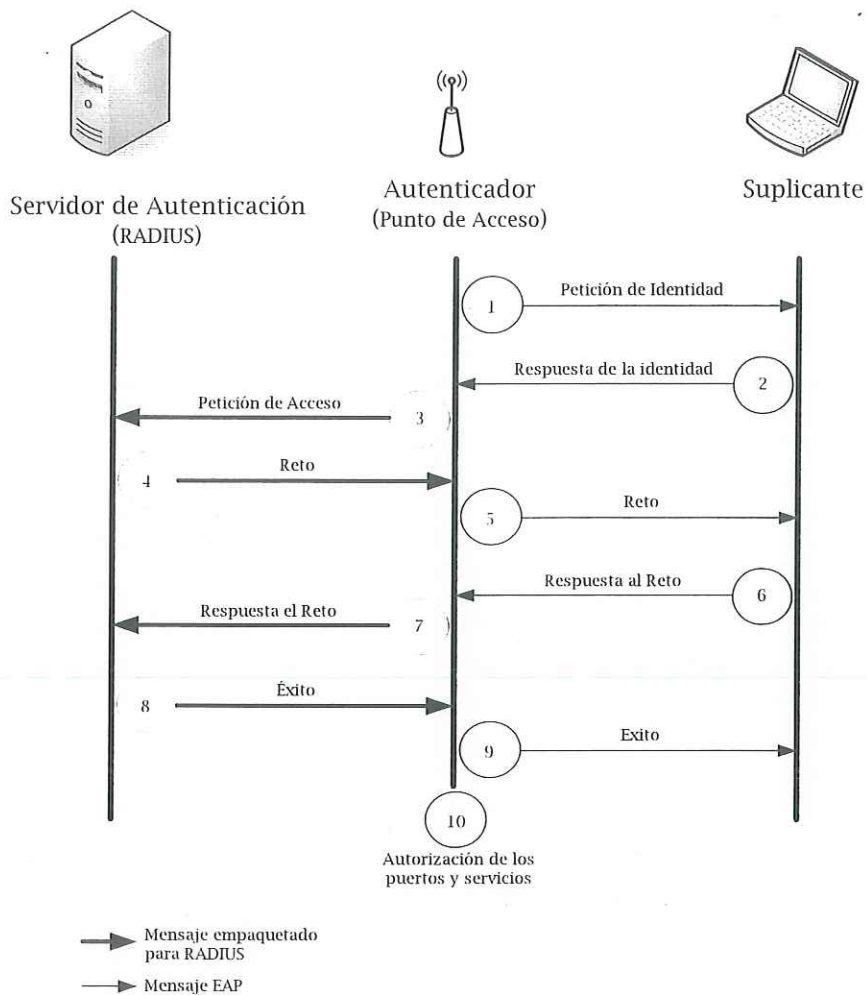 Servidor de Autenticación
(RADIUS)
Autenticador
(Punto de Acceso)
Suplicante
1
Petición de Identidad
Respuesta de la identidad
2
Petición de Acceso
3
4
Reto
5
Reto
Respuesta al Reto
6
Respuesta el Reto
7
8
Éxito
9
Exito
10
Autorización de los
puertos y servicios
Mensaje empaquetado
para RADIUS
Mensaje EAP